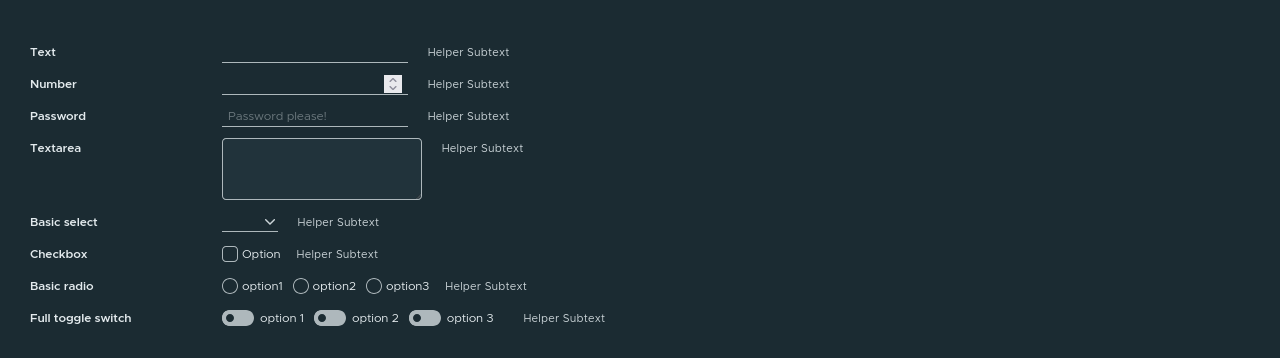 Text Helper Subtext
Number Helper Subtext
Password Password please! Helper Subtext
Textarea Helper Subtext
Basic select Helper Subtext
Checkbox Option Helper Subtext
Basic radio option1 option2 option3 Helper Subtext
Full toggle switch option 1 option 2 option 3 Helper Subtext